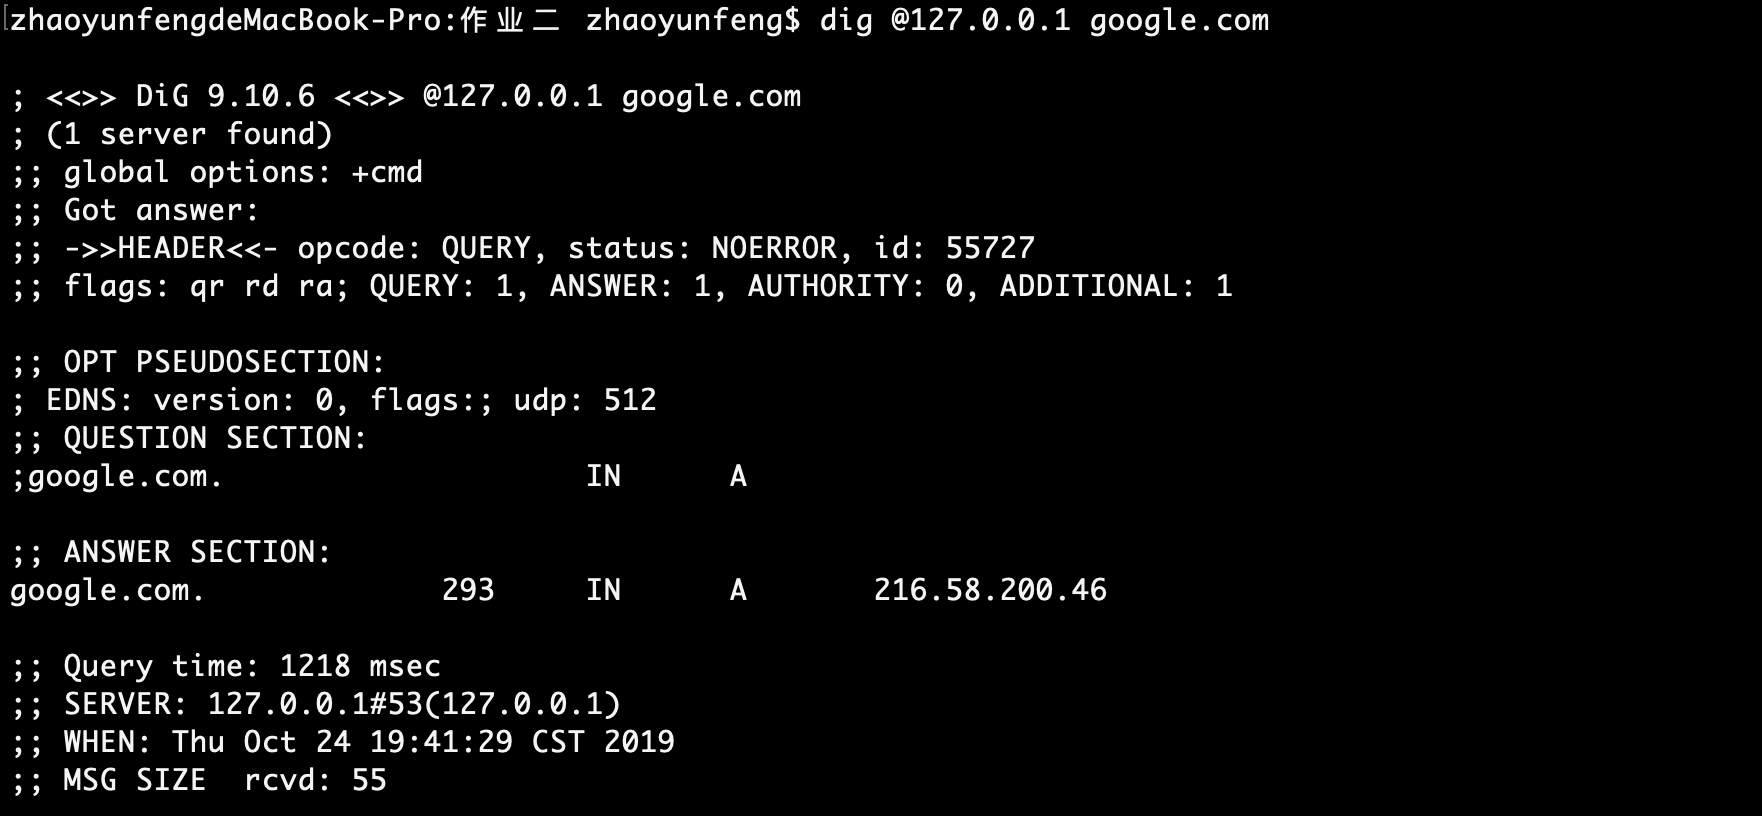 zhaoyunfengdeMacBook-Pro:作业二 zhaoyunfeng$ dig @127.0.0.1 google.com
; <<>> DiG 9.10.6 <<>> @127.0.0.1 google.com
; (1 server found)
;; global options: +cmd
;; Got answer:
;; ->>HEADER<<- opcode: QUERY, status: NOERROR, id: 55727
;; flags: qr rd ra; QUERY: 1, ANSWER: 1, AUTHORITY: 0, ADDITIONAL: 1
;; OPT PSEUDOSECTION:
; EDNS: version: 0, flags:; udp: 512
;; QUESTION SECTION:
;google.com. IN A
;; ANSWER SECTION:
google.com. 293 IN A 216.58.200.46
;; Query time: 1218 msec
;; SERVER: 127.0.0.1#53(127.0.0.1)
;; WHEN: Thu Oct 24 19:41:29 CST 2019
;; MSG SIZE  rcvd: 55